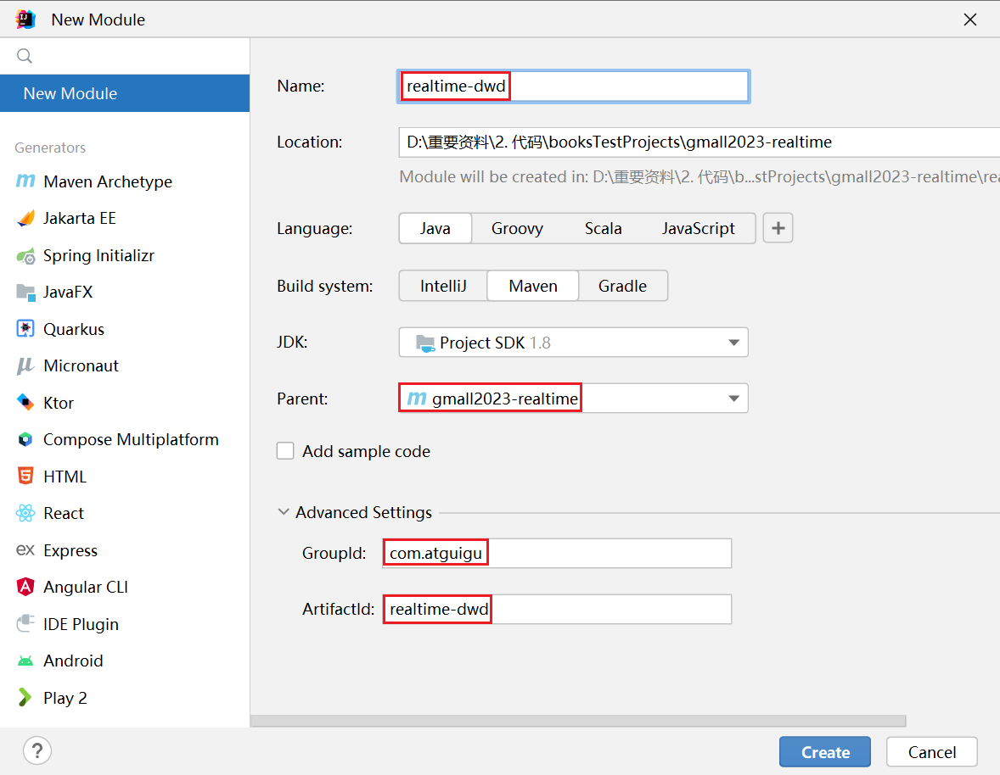 New Module
New Module
Generators
Maven Archetype
Jakarta EE
Spring Initializr
JavaFX
Quarkus
Micronaut
Ktor
Compose Multiplatform
HTML
React
Express
Angular CLI
IDE Plugin
Android
Play 2
Name: realtime-dwd
Location: D:\重要资料\2. 代码\booksTestProjects\gmall2023-realtime
Module will be created in: D:\重要资料\2. 代码\b...stProjects\gmall2023-realtime\rea
Language: Java Groovy Scala JavaScript +
Build system: IntelliJ Maven Gradle
JDK: Project SDK 1.8
Parent: m gmall2023-realtime
Add sample code
Advanced Settings
GroupId: com.atguigu
ArtifactId: realtime-dwd
? Create Cancel